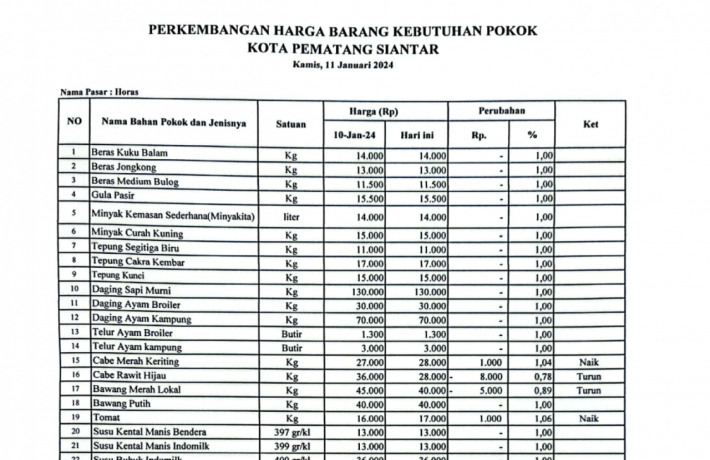 PERKEMBANGAN HARGA BARANG KEBUTUHAN POKOK
KOTA PEMATANG SIANTAR
Kamis, 11 Januari 2024
Nama Pasar : Horas
NO Nama Bahan Pokok dan Jenisnya Satuan Harga (Rp) Perubahan Ket
10-Jan-24 Hari ini Rp. %
1 Beras Kuku Balam Kg 14.000 14.000 - 1,00
2 Beras Jongkong Kg 13.000 13.000 - 1,00
3 Beras Medium Bulog Kg 11.500 11.500 - 1,00
4 Gula Pasir Kg 15.500 15.500 - 1,00
5 Minyak Kemasan Sederhana(Minyakita) liter 14.000 14.000 - 1,00
6 Minyak Curah Kuning Kg 15.000 15.000 - 1,00
7 Tepung Segitiga Biru Kg 11.000 11.000 - 1,00
8 Tepung Cakra Kembar Kg 17.000 17.000 - 1,00
9 Tepung Kunci Kg 15.000 15.000 - 1,00
10 Daging Sapi Murni Kg 130.000 130.000 - 1,00
11 Daging Ayam Broiler Kg 30.000 30.000 - 1,00
12 Daging Ayam Kampung Kg 70.000 70.000 - 1,00
13 Telur Ayam Broiler Butir 1.300 1.300 - 1,00
14 Telur Ayam kampung Butir 3.000 3.000 - 1,00
15 Cabe Merah Keriting Kg 27.000 28.000 1.000 1,04 Naik
16 Cabe Rawit Hijau Kg 36.000 28.000 - 8.000 0,78 Turun
17 Bawang Merah Lokal Kg 45.000 40.000 - 5.000 0,89 Turun
18 Bawang Putih Kg 40.000 40.000 - 1,00
19 Tomat Kg 16.000 17.000 1.000 1,06 Naik
20 Susu Kental Manis Bendera 397 gr/kl 13.000 13.000 - 1,00
21 Susu Kental Manis Indomilk 399 gr/kl 13.000 13.000 - 1,00